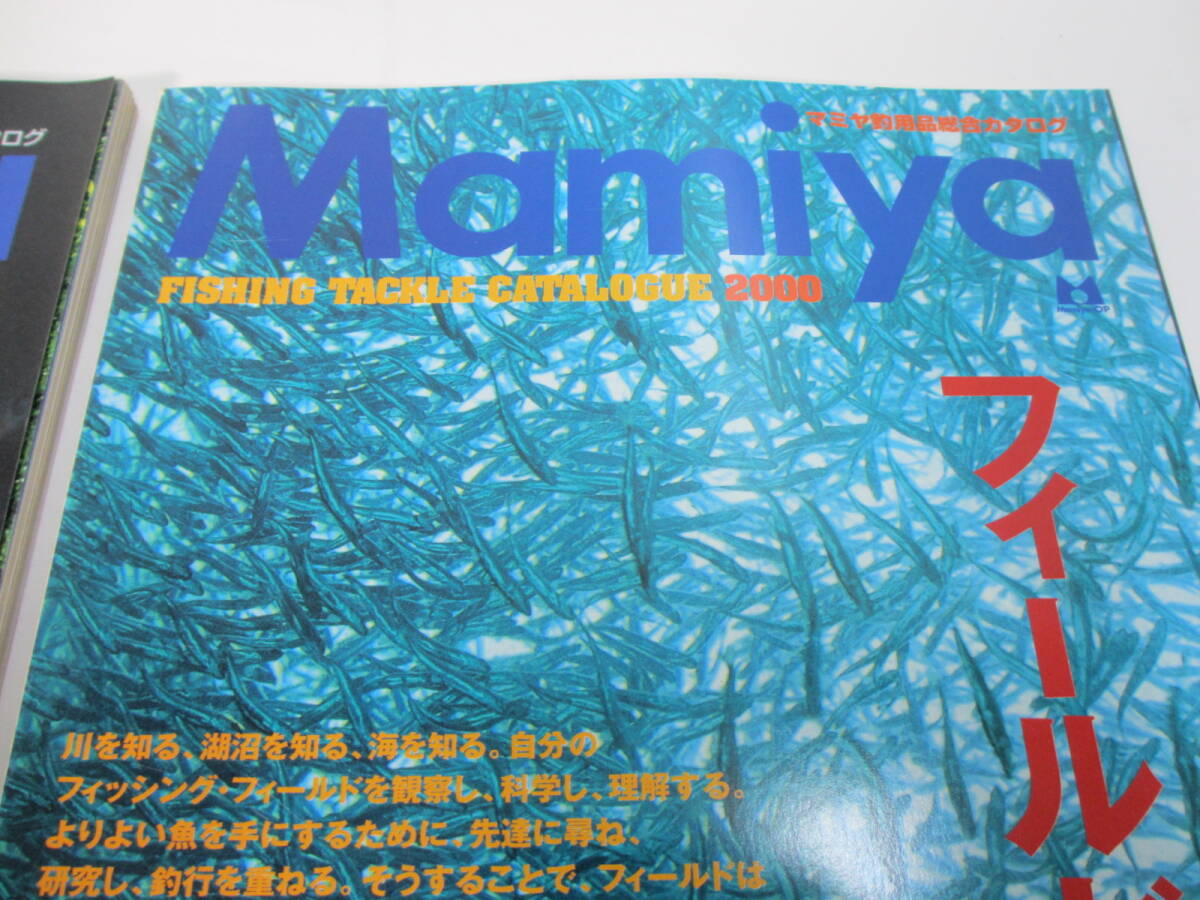 ログ
マミヤ釣用品総合カタログ
Mamiya
FISHING TACKLE CATALOGUE 2000
フィールド
川を知る、湖沼を知る、海を知る。自分の
フィッシング・フィールドを観察し、科学し、理解する。
よりよい魚を手にするために、先達に尋ね、
研究し、釣行を重ねる。そうすることで、フィールドは